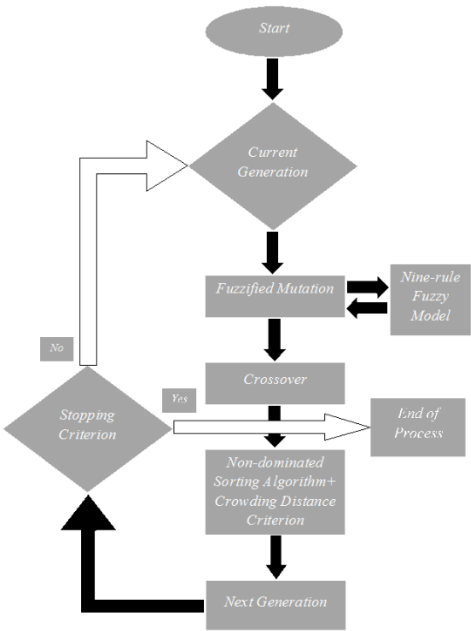 Start
Current
Generation
Fuzzified Mutation
Nine-rule
Fuzzy
Model
No
Crossover
Yes
Stopping
Criterion
End of
Process
Non-dominated
Sorting Algorithm+
Crowding Distance
Criterion
Next Generation